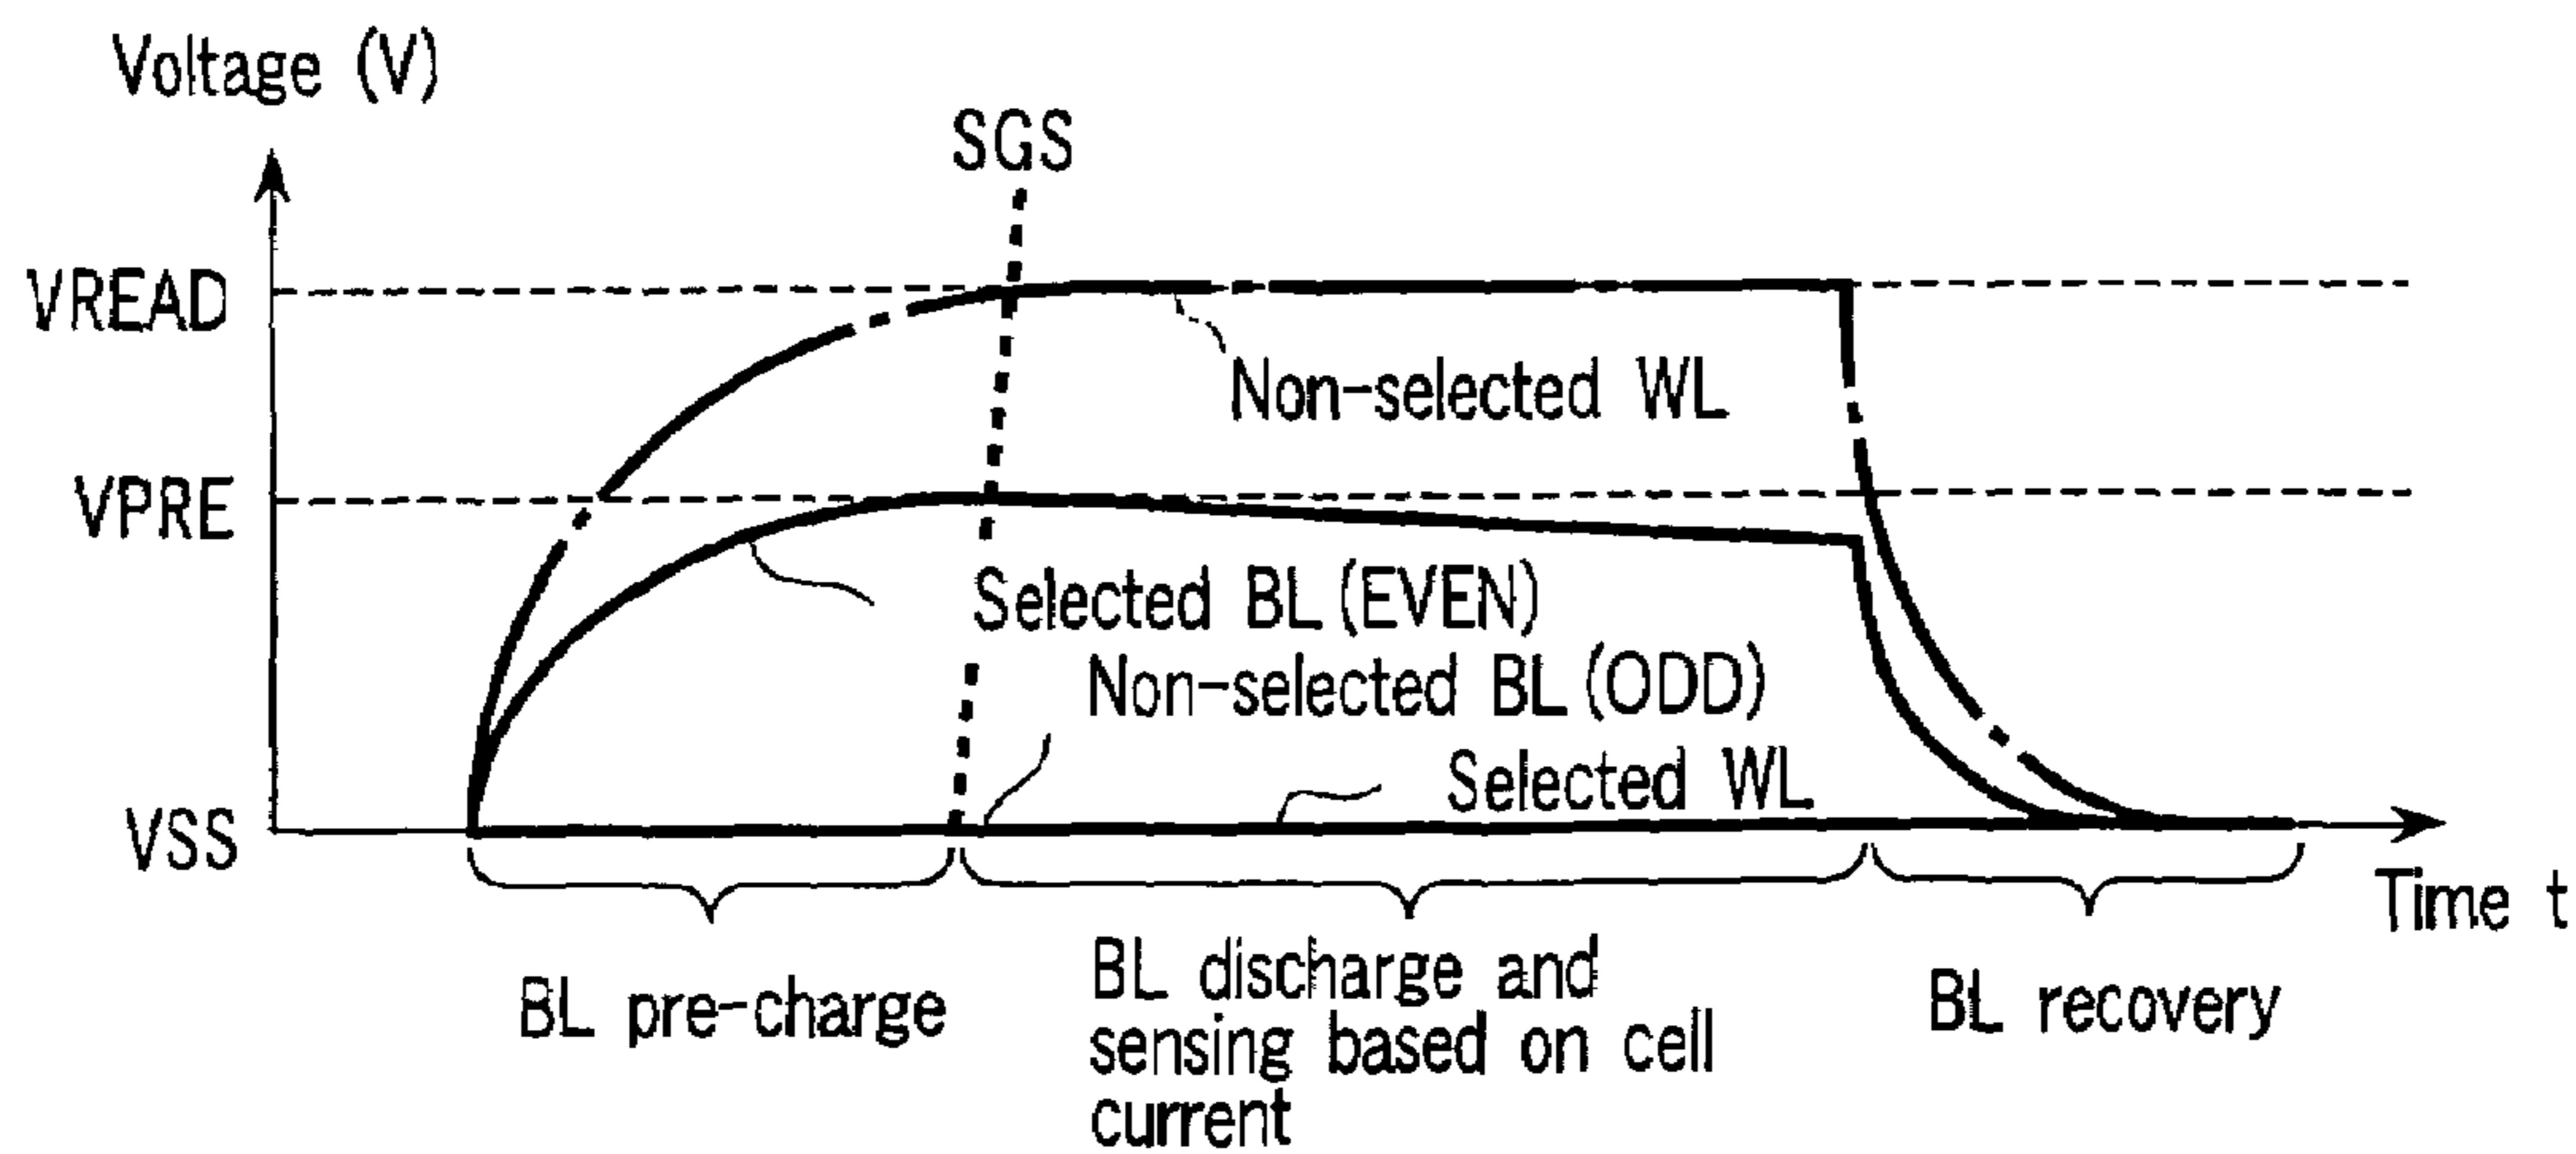 Voltage (V)
SGS
VREAD
Non-selected WL
VPRE
Selected BL (EVEN)
Non-selected BL (ODD)
Selected WL
VSS
Time t
BL pre-charge
BL discharge and
sensing based on cell
current
BL recovery